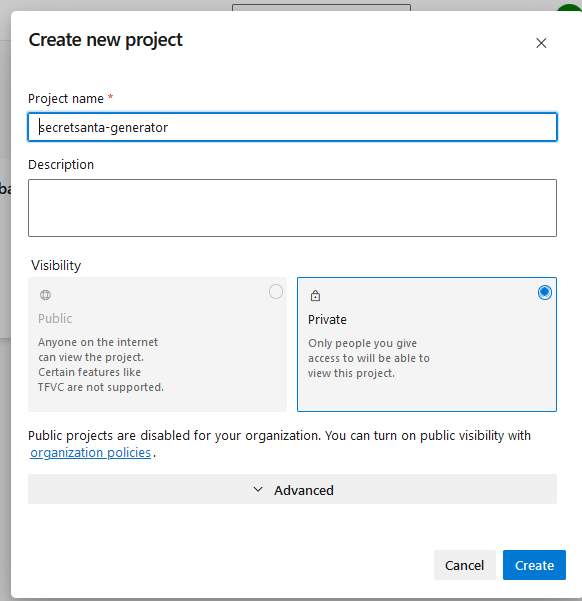 Create new project
Project name *
secretsanta-generator
Description
Visibility
Public
Anyone on the internet
can view the project.
Certain features like
TFVC are not supported.
Private
Only people you give
access to will be able to
view this project.
Public projects are disabled for your organization. You can turn on public visibility with
organization policies.
Advanced
Cancel
Create